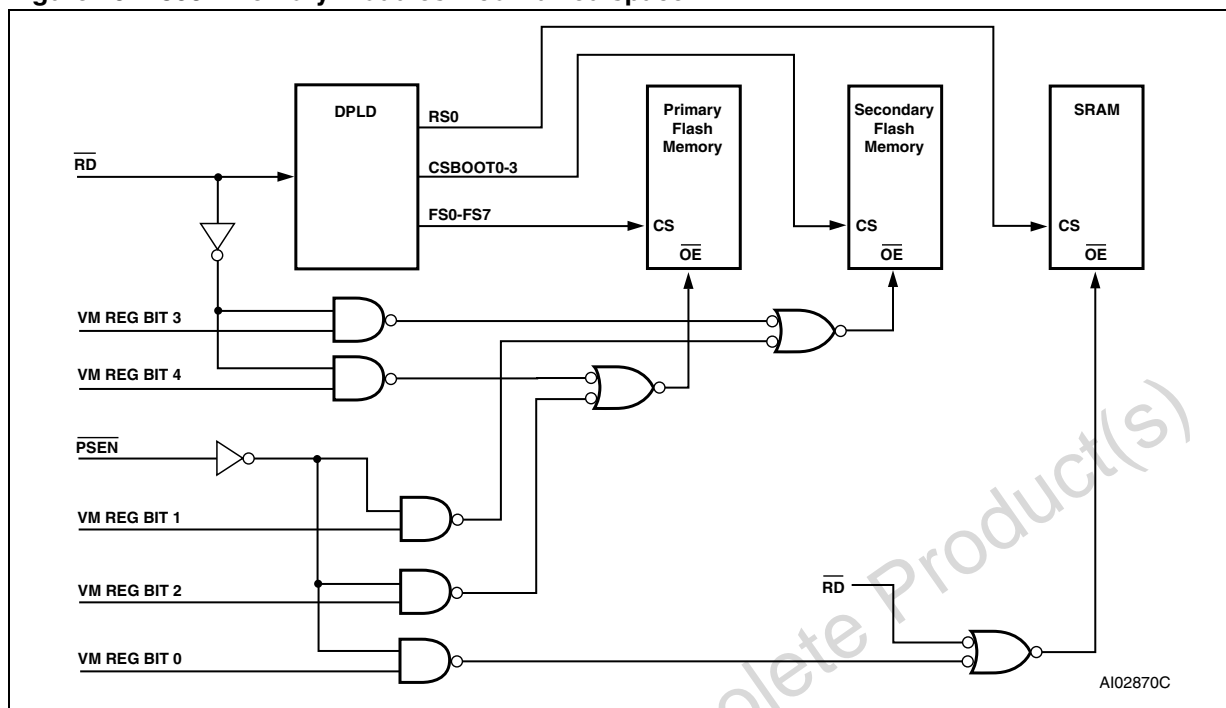 DPLD
RS0
CSBOOT0-3
FS0-FS7
Primary
Flash
Memory
CS
OE
Secondary
Flash
Memory
CS
OE
SRAM
CS
OE
RD
VM REG BIT 3
VM REG BIT 4
PSEN
VM REG BIT 1
VM REG BIT 2
VM REG BIT 0
RD
AI02870C
lete Product(s)